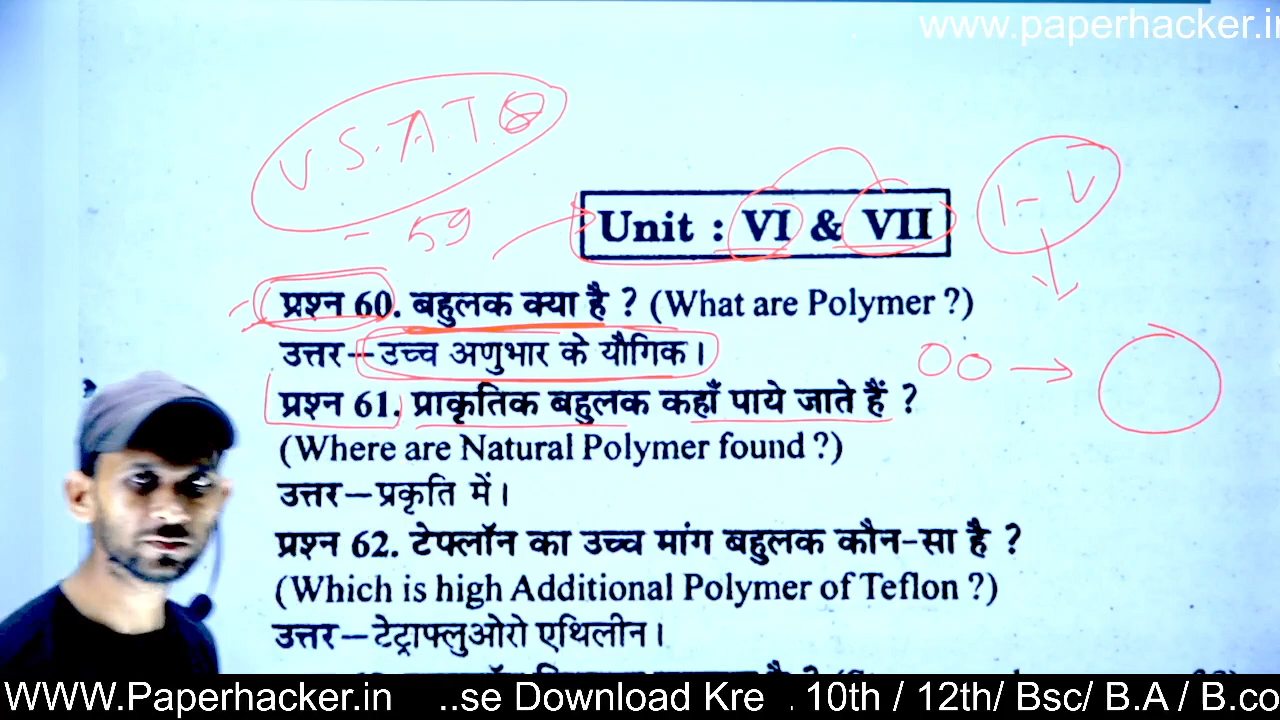 www.paperhacker.in
V.S.A.T.
- 59
I - V
Unit : VI & VII
प्रश्न 60. बहुलक क्या है ? (What are Polymer ?)
उत्तर–उच्च अणुभार के यौगिक।
प्रश्न 61. प्राकृतिक बहुलक कहाँ पाये जाते हैं ?
(Where are Natural Polymer found ?)
उत्तर–प्रकृति में।
प्रश्न 62. टेफ्लॉन का उच्च मांग बहुलक कौन-सा है ?
(Which is high Additional Polymer of Teflon ?)
उत्तर–टेट्राफ्लुओरो एथिलीन।
WWW.Paperhacker.in ..se Download Kre . 10th / 12th/ Bsc/ B.A / B.co